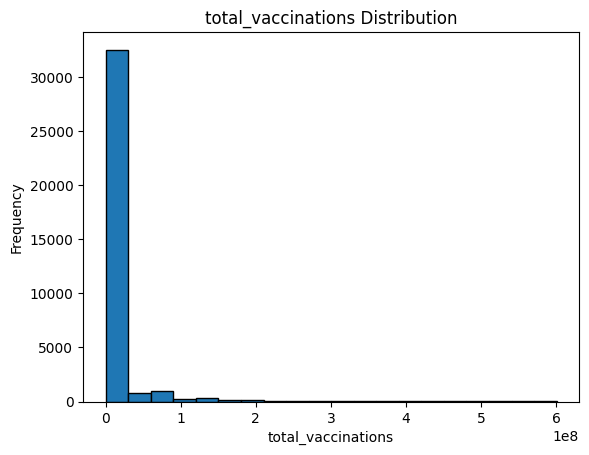 total_vaccinations Distribution
30000
25000
20000
15000
10000
5000
0
Frequency
0 1 2 3 4 5 6
1e8
total_vaccinations